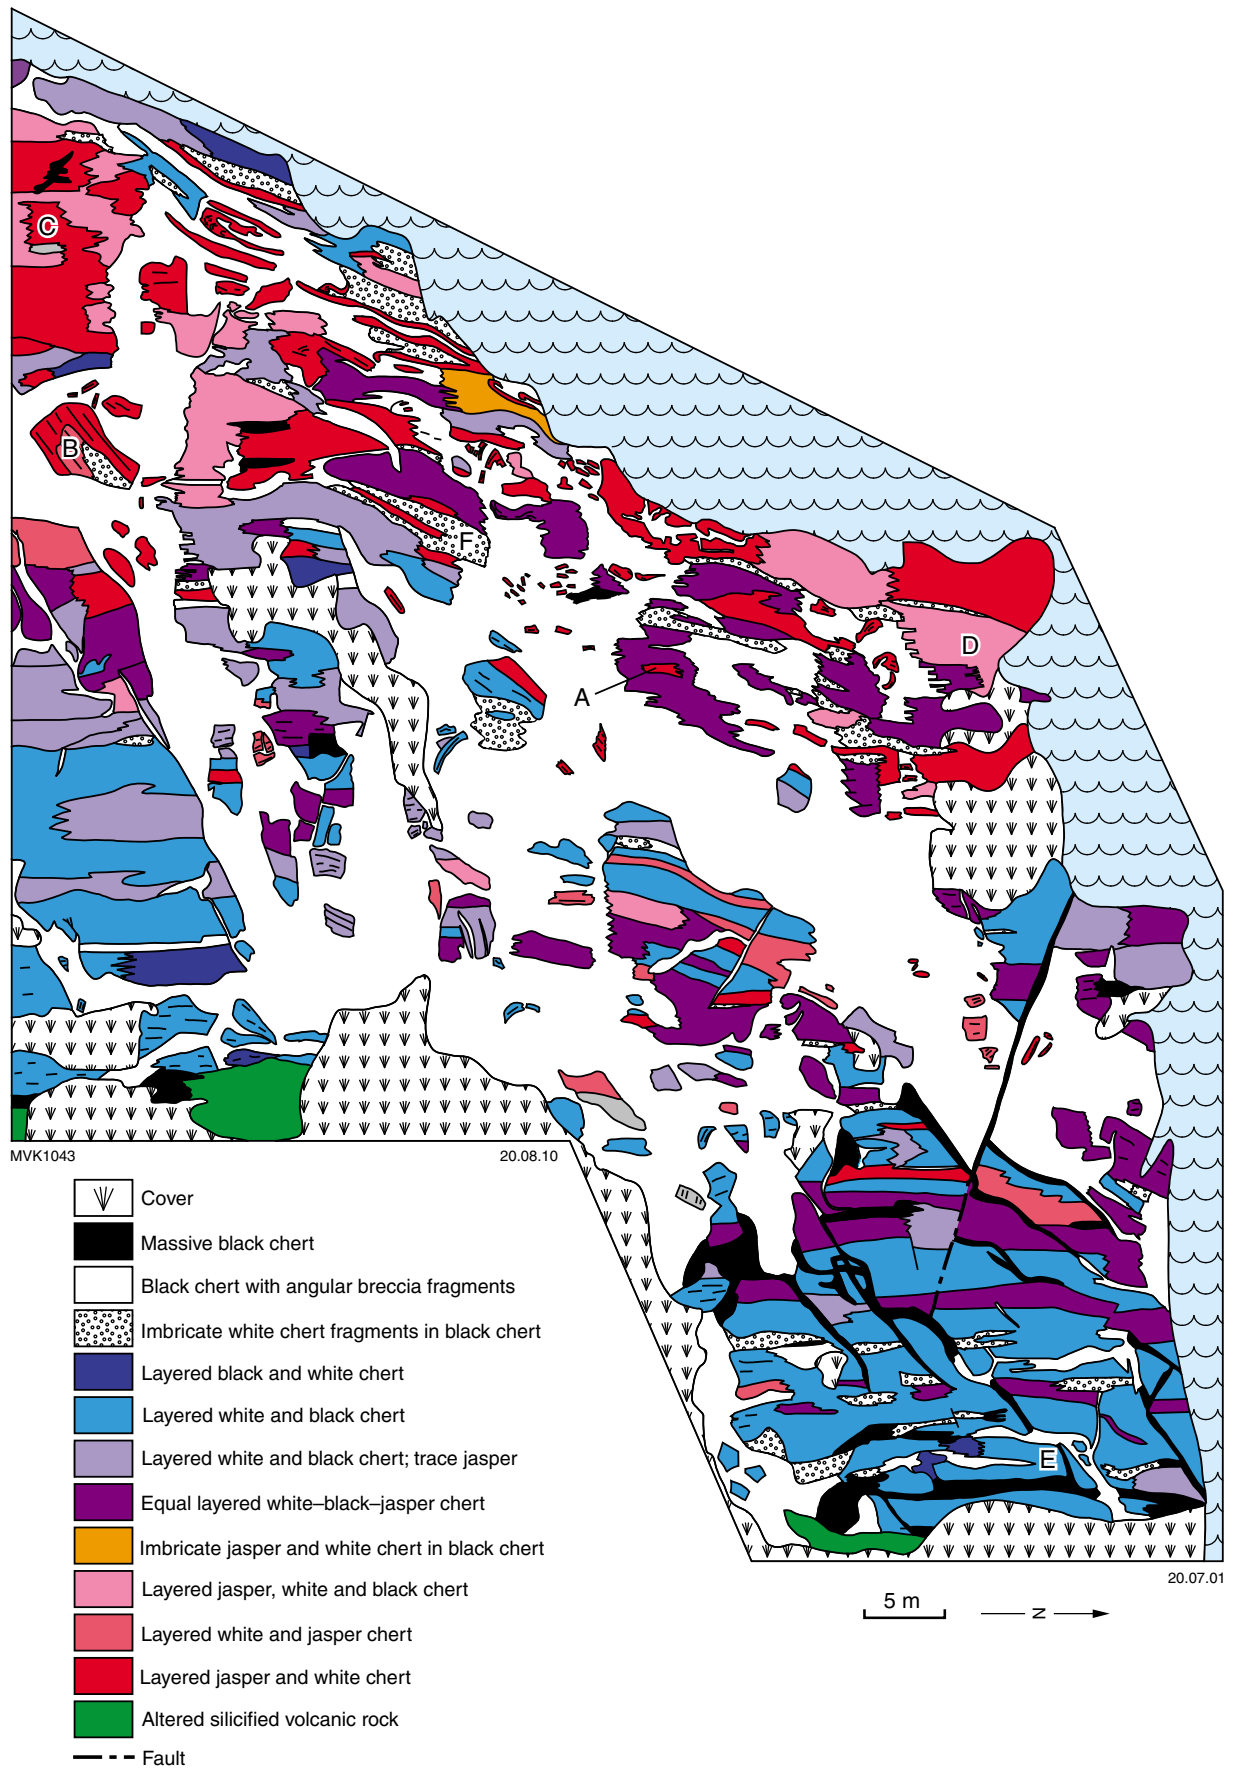 C
B
F
A
D
E
MVK1043
20.08.10
Cover
Massive black chert
Black chert with angular breccia fragments
Imbricate white chert fragments in black chert
Layered black and white chert
Layered white and black chert
Layered white and black chert; trace jasper
Equal layered white–black–jasper chert
Imbricate jasper and white chert in black chert
Layered jasper, white and black chert
Layered white and jasper chert
Layered jasper and white chert
Altered silicified volcanic rock
Fault
20.07.01
5 m
N